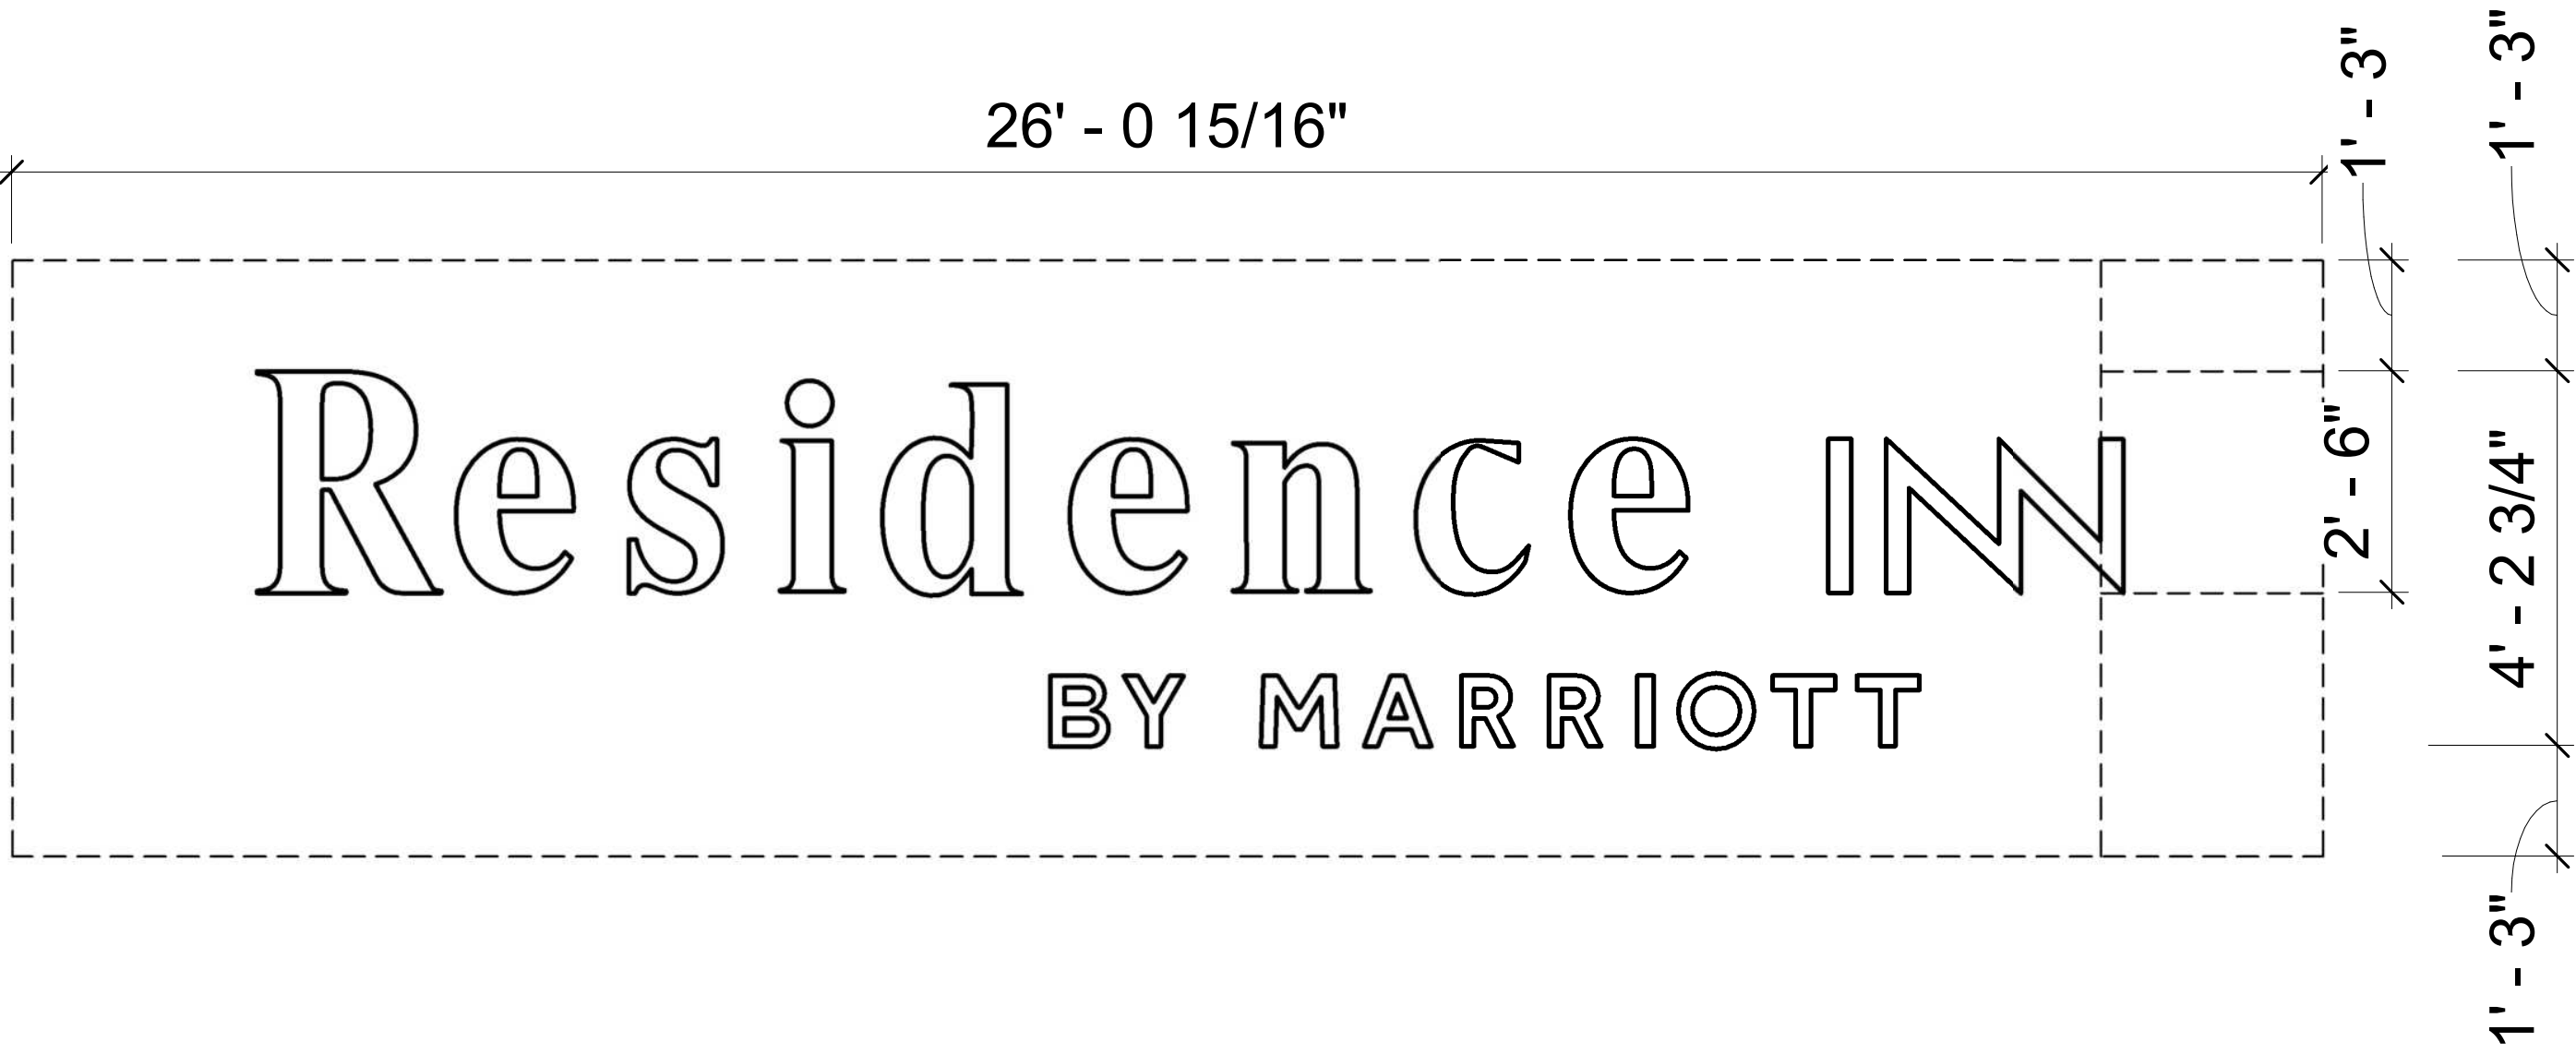 26' - 0 15/16"
1' - 3"
1' - 3"
Residence INN
2' - 6"
4' - 2 3/4"
BY MARRIOTT
1' - 3"